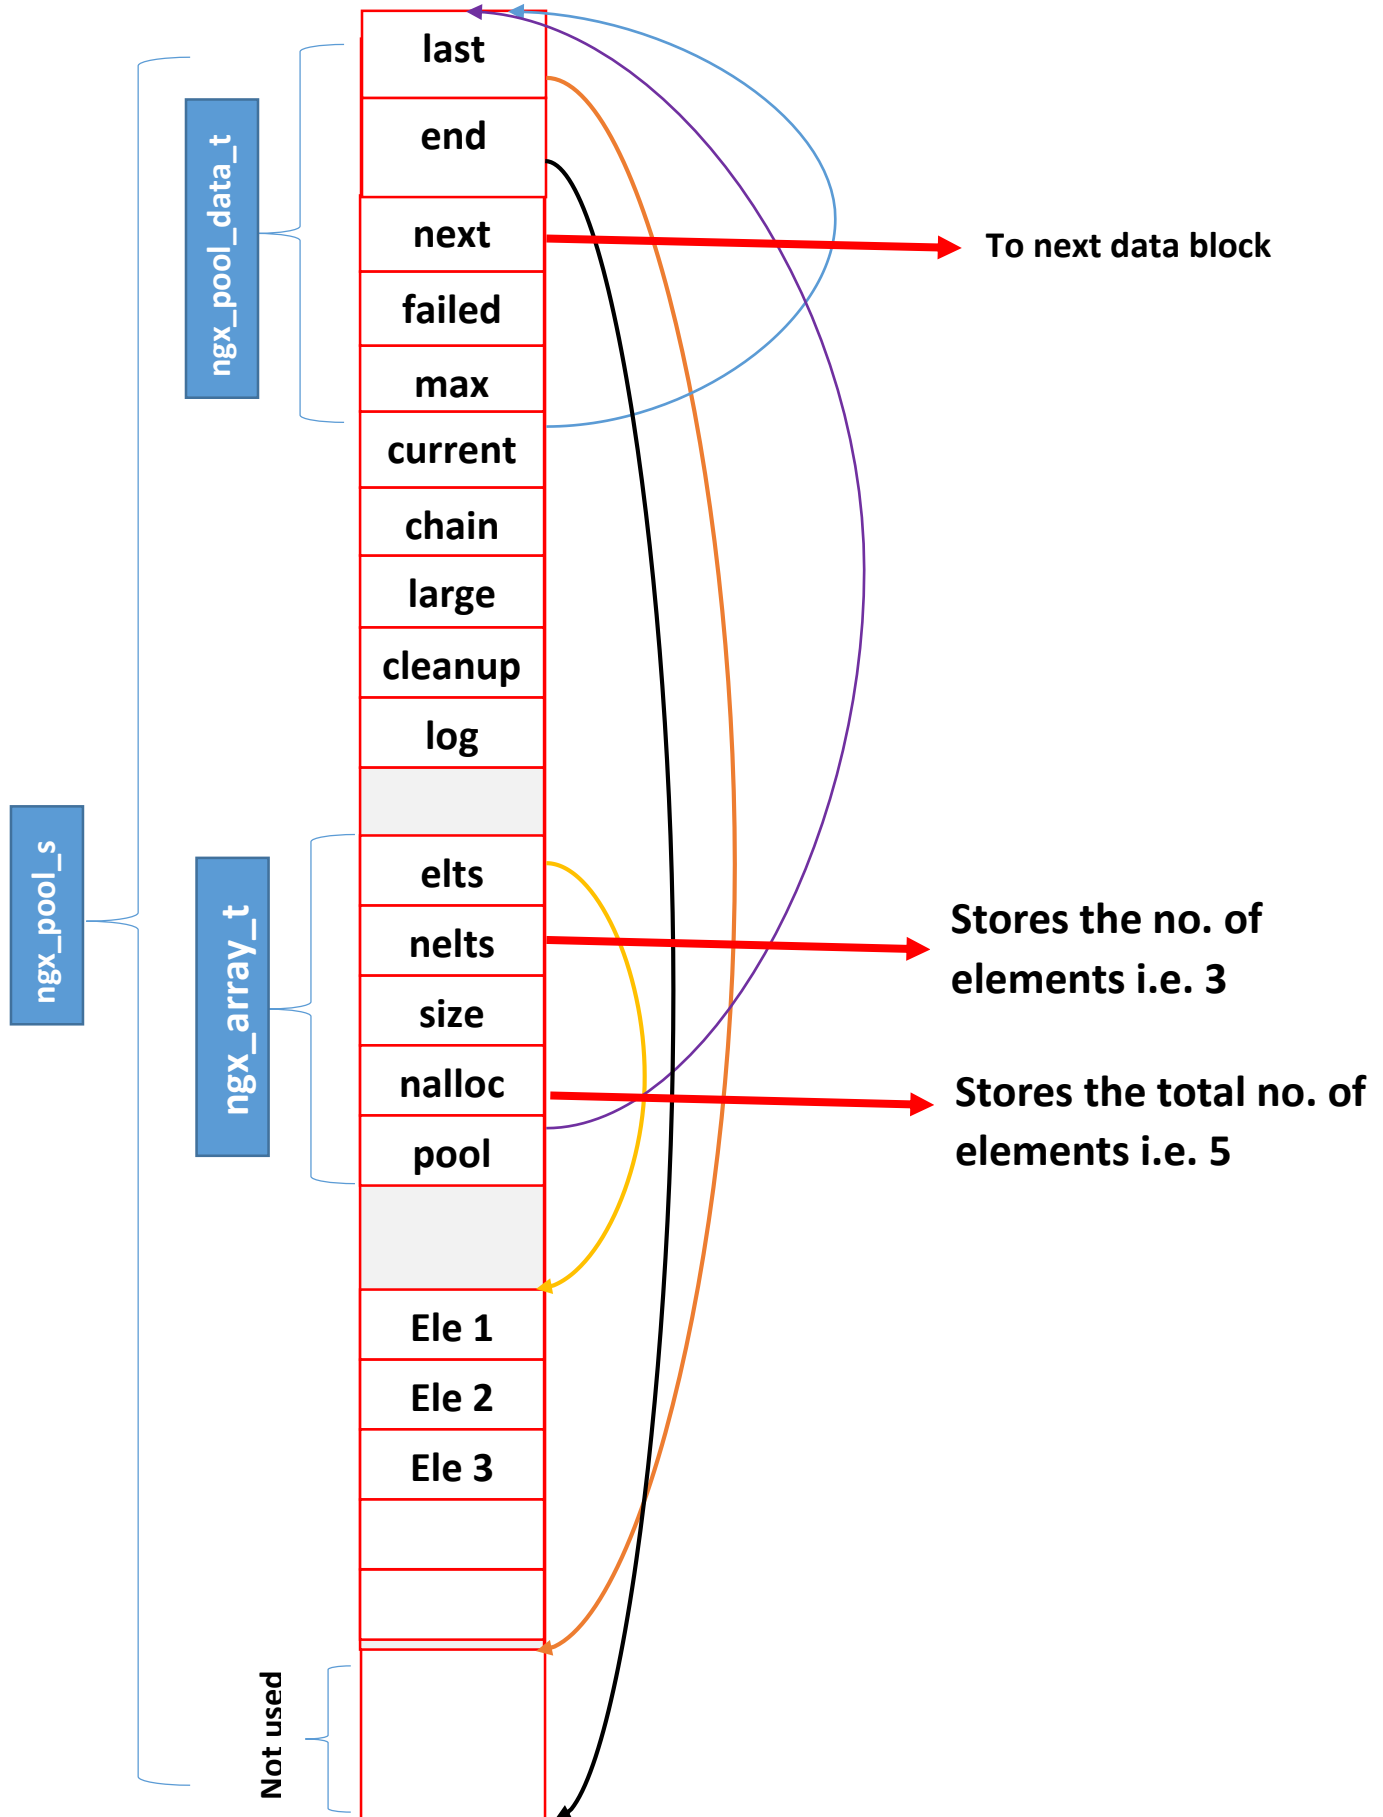 last
end
next
failed
max
current
chain
large
cleanup
log
elts
nelts
size
nalloc
pool
Ele 1
Ele 2
Ele 3
ngx_pool_data_t
ngx_pool_s
ngx_array_t
Not used
To next data block
Stores the no. of
elements i.e. 3
Stores the total no. of
elements i.e. 5